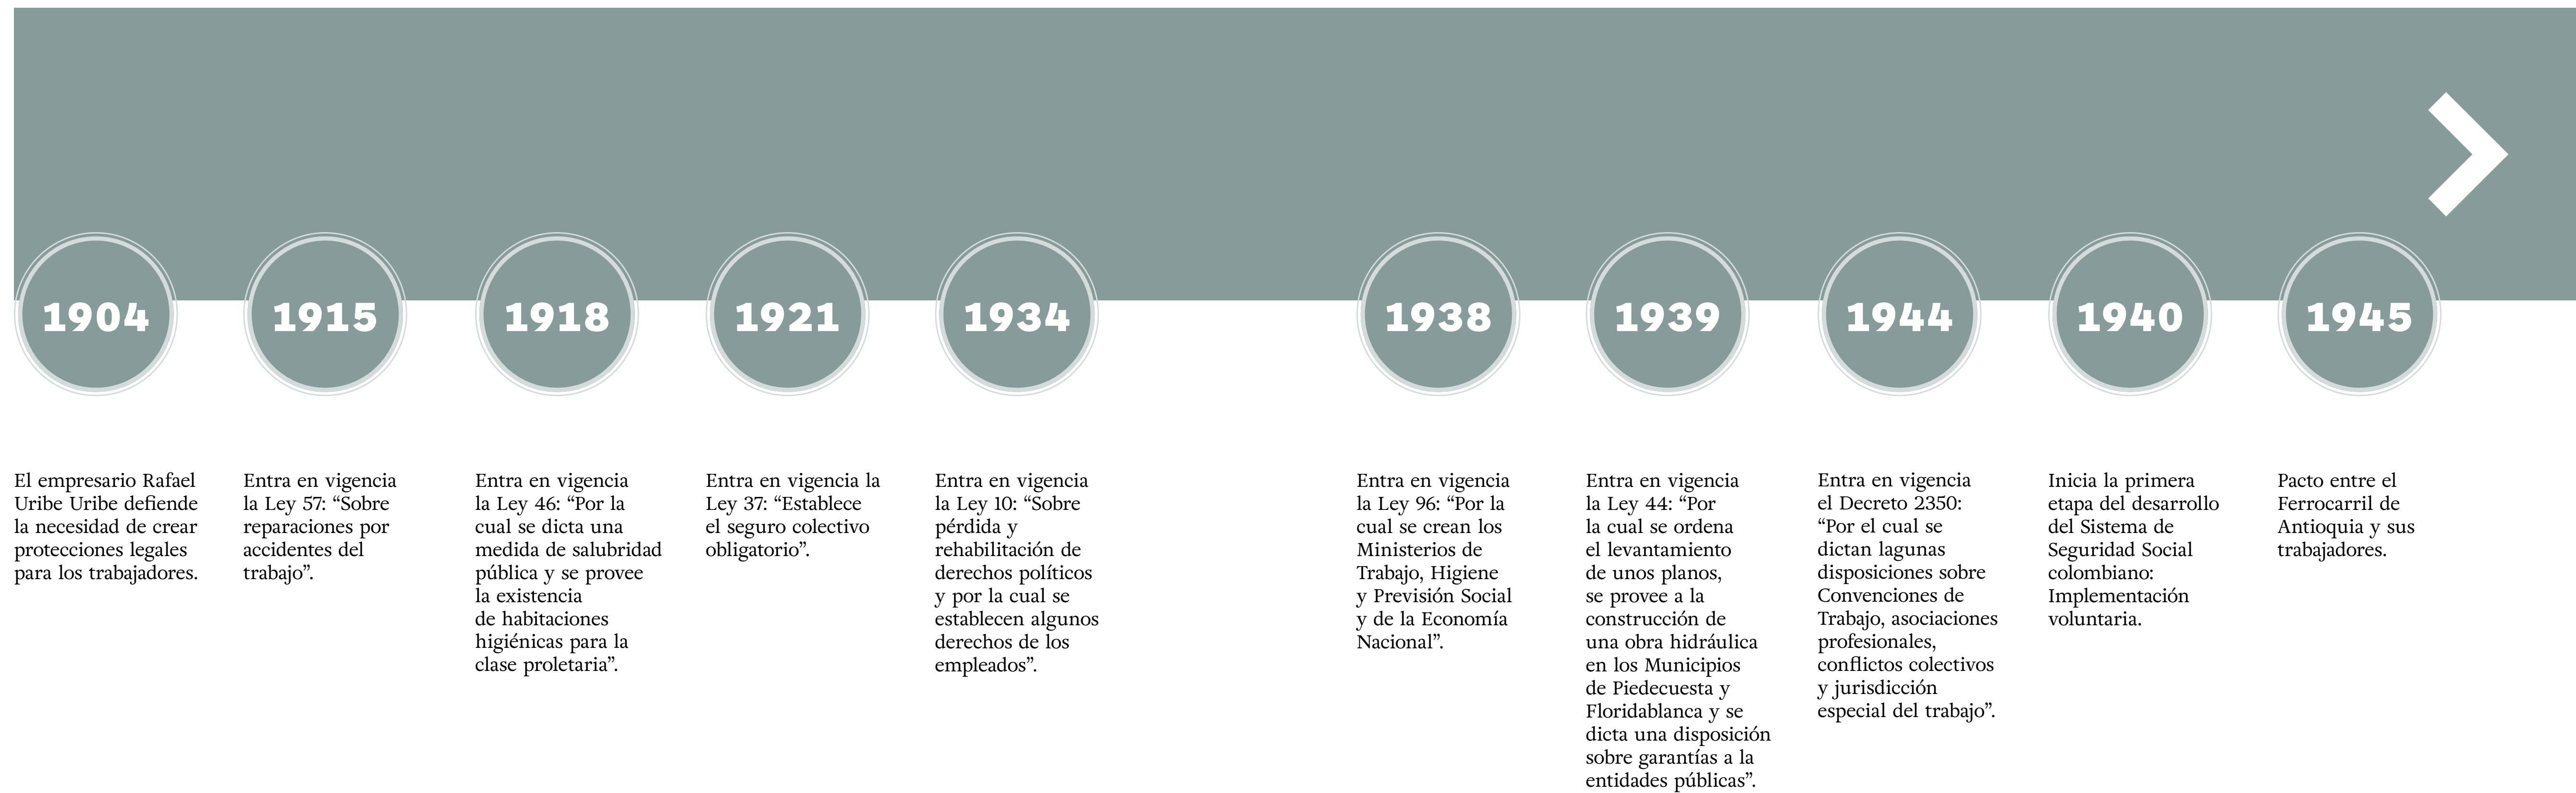 1904
El empresario Rafael
Uribe Uribe defiende
la necesidad de crear
protecciones legales
para los trabajadores.
1915
Entra en vigencia
la Ley 57: “Sobre
reparaciones por
accidentes del
trabajo”.
1918
Entra en vigencia
la Ley 46: “Por la
cual se dicta una
medida de salubridad
pública y se provee
la existencia
de habitaciones
higiénicas para la
clase proletaria”.
1921
Entra en vigencia la
Ley 37: “Establece
el seguro colectivo
obligatorio”.
1934
Entra en vigencia
la Ley 10: “Sobre
pérdida y
rehabilitación de
derechos políticos
y por la cual se
establecen algunos
derechos de los
empleados”.
1938
Entra en vigencia
la Ley 96: “Por la
cual se crean los
Ministerios de
Trabajo, Higiene
y Previsión Social
y de la Economía
Nacional”.
1939
Entra en vigencia
la Ley 44: “Por
la cual se ordena
el levantamiento
de unos planos,
se provee a la
construcción de
una obra hidráulica
en los Municipios
de Piedecuesta y
Floridablanca y se
dicta una disposición
sobre garantías a la
entidades públicas”.
1944
Entra en vigencia
el Decreto 2350:
“Por el cual se
dictan lagunas
disposiciones sobre
Convenciones de
Trabajo, asociaciones
profesionales,
conflictos colectivos
y jurisdicción
especial del trabajo”.
1940
Inicia la primera
etapa del desarrollo
del Sistema de
Seguridad Social
colombiano:
Implementación
voluntaria.
1945
Pacto entre el
Ferrocarril de
Antioquia y sus
trabajadores.